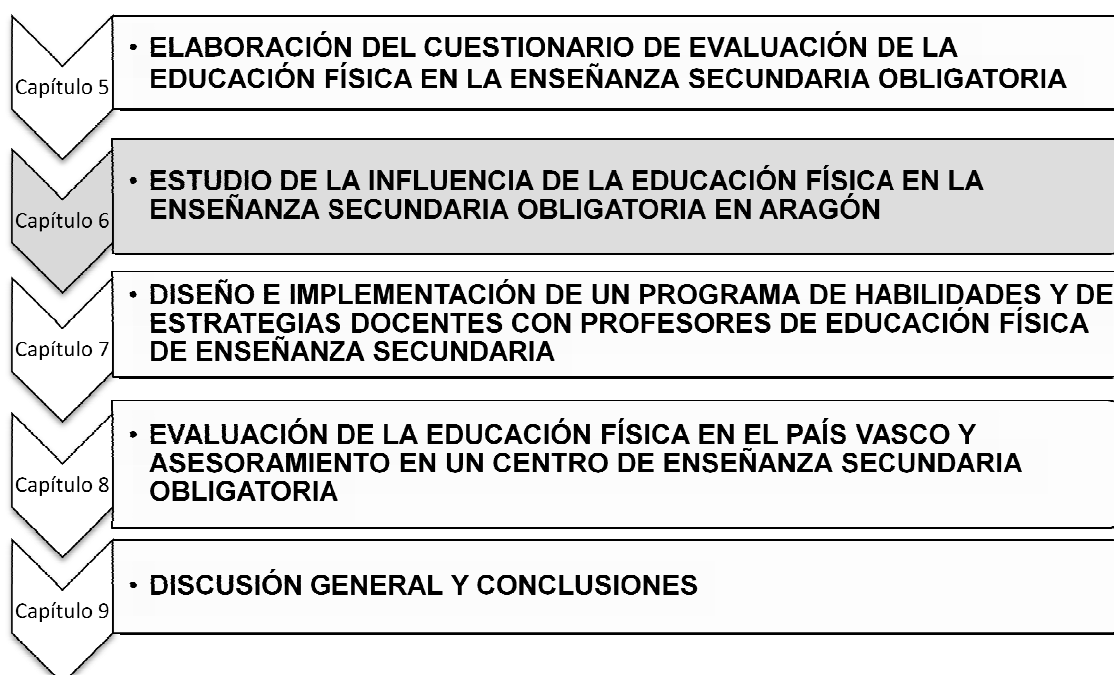 Capítulo 5
• ELABORACIÓN DEL CUESTIONARIO DE EVALUACIÓN DE LA
EDUCACIÓN FÍSICA EN LA ENSEÑANZA SECUNDARIA OBLIGATORIA
Capítulo 6
• ESTUDIO DE LA INFLUENCIA DE LA EDUCACIÓN FÍSICA EN LA
ENSEÑANZA SECUNDARIA OBLIGATORIA EN ARAGÓN
Capítulo 7
• DISEÑO E IMPLEMENTACIÓN DE UN PROGRAMA DE HABILIDADES Y DE
ESTRATEGIAS DOCENTES CON PROFESORES DE EDUCACIÓN FÍSICA
DE ENSEÑANZA SECUNDARIA
Capítulo 8
• EVALUACIÓN DE LA EDUCACIÓN FÍSICA EN EL PAÍS VASCO Y
ASESORAMIENTO EN UN CENTRO DE ENSEÑANZA SECUNDARIA
OBLIGATORIA
Capítulo 9
• DISCUSIÓN GENERAL Y CONCLUSIONES